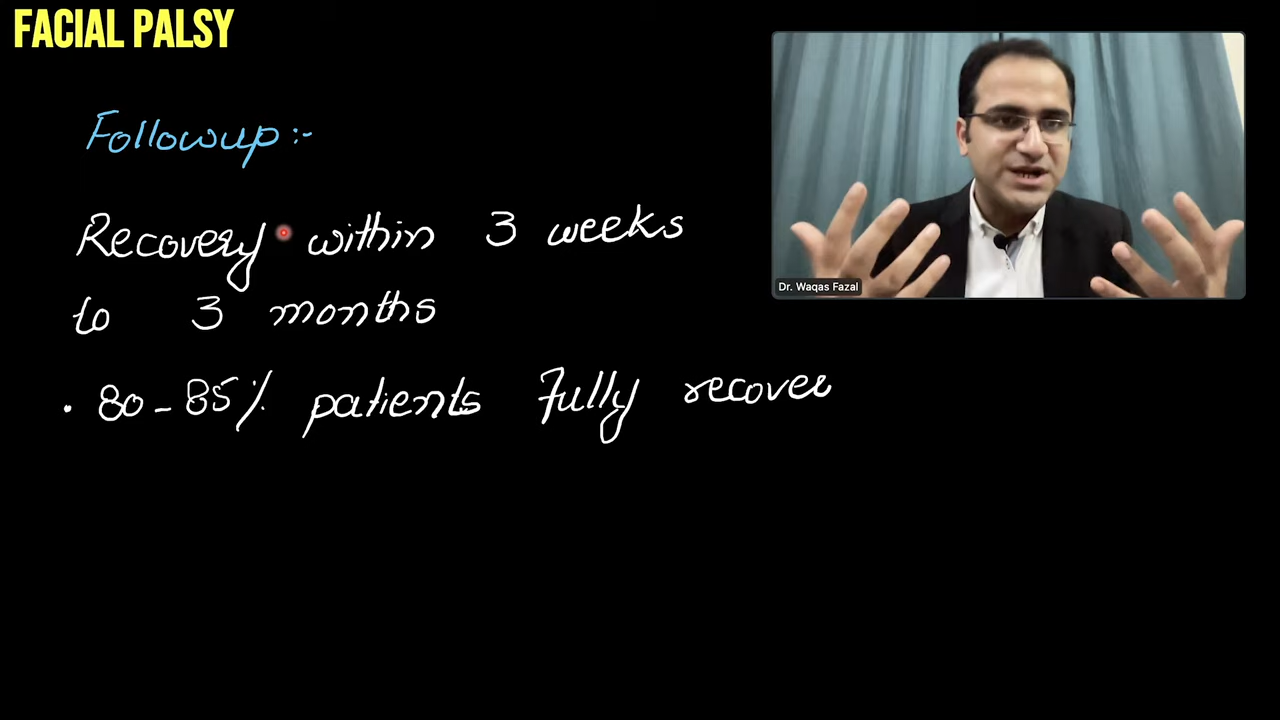 FACIAL PALSY
Followup :-
Recovery within 3 weeks
to 3 months
. 80-85% patients Fully recover
Dr. Waqas Fazal